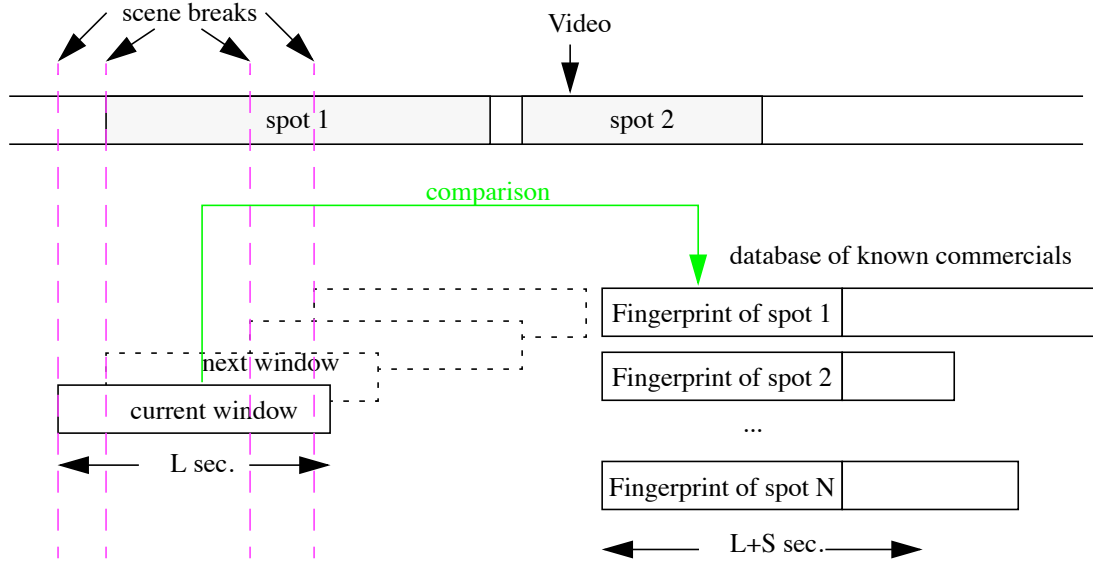 scene breaks
Video
spot 1
spot 2
comparison
database of known commercials
Fingerprint of spot 1
next window
Fingerprint of spot 2
current window
...
L sec.
Fingerprint of spot N
L+S sec.